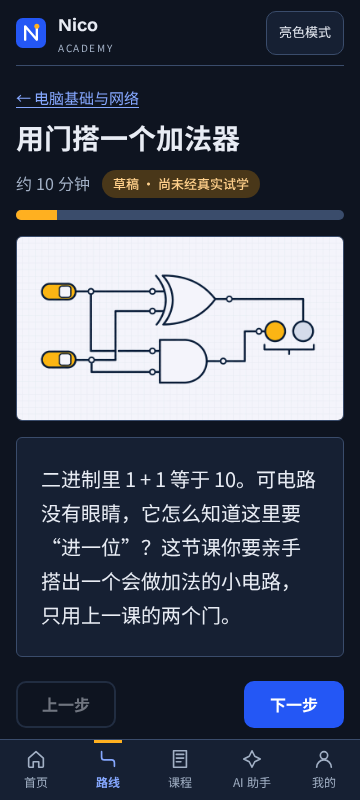 Nico
ACADEMY
亮色模式
← 电脑基础与网络
用门搭一个加法器
约 10 分钟
草稿 · 尚未经真实试学
二进制里 1 + 1 等于 10。可电路
没有眼睛，它怎么知道这里要
“进一位”？这节课你要亲手
搭出一个会做加法的小电路，
只用上一课的两个门。
上一步
下一步
首页
路线
课程
AI 助手
我的